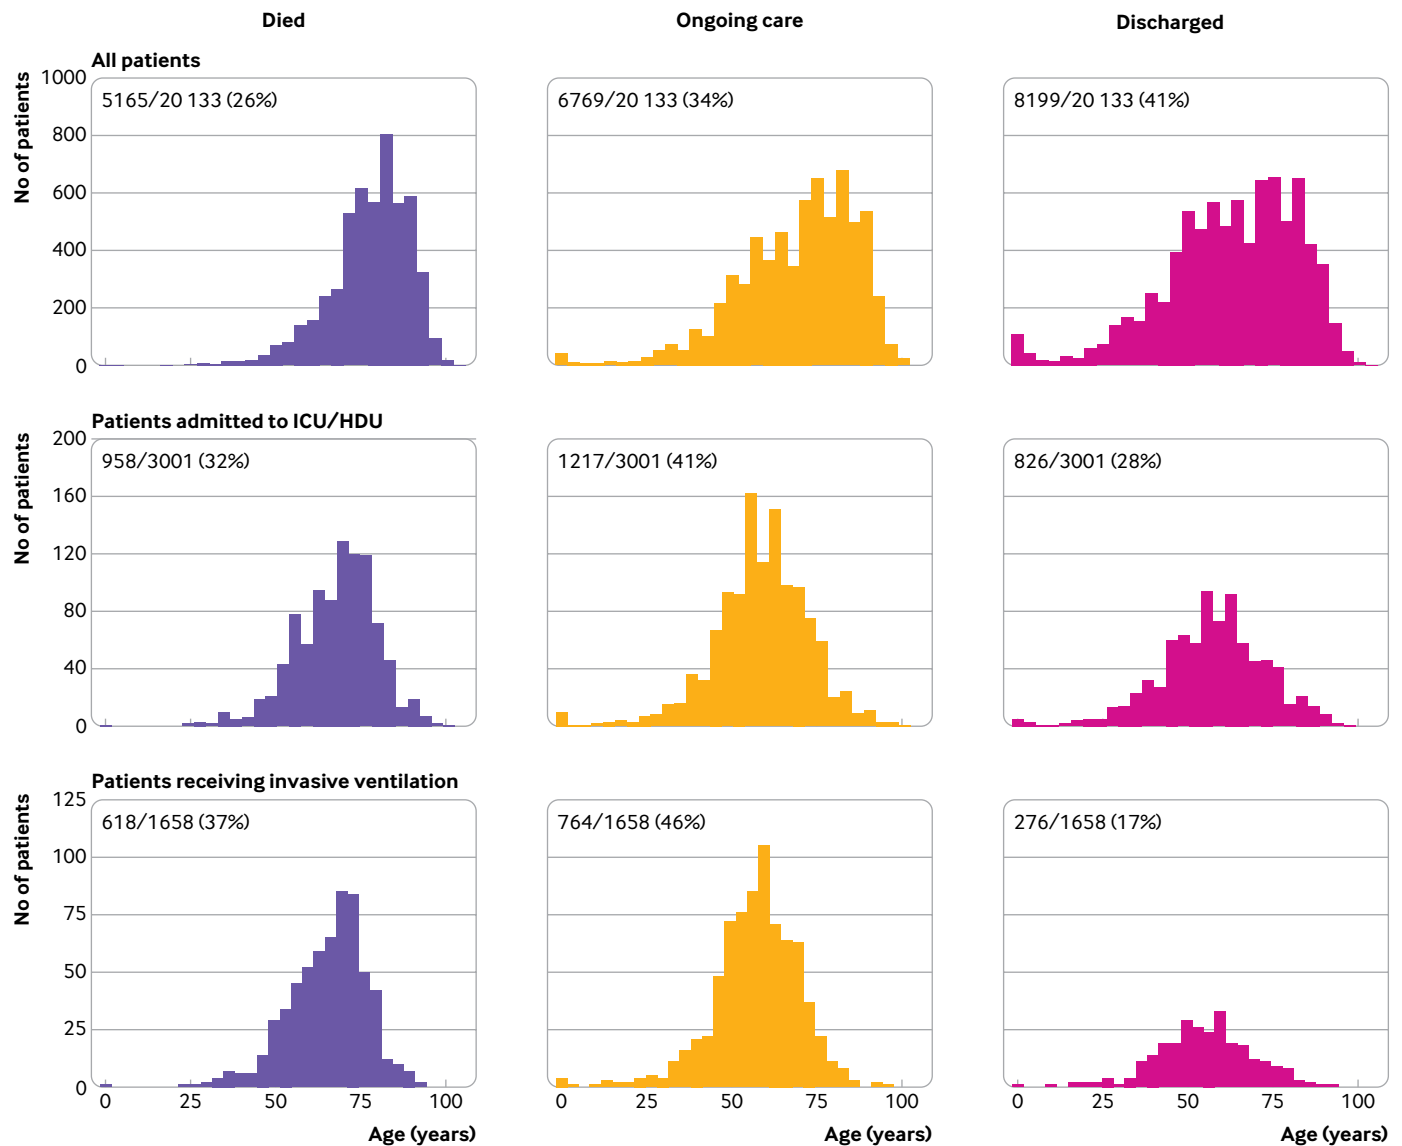 Died
Ongoing care
Discharged
All patients
No of patients
1000
800
600
400
200
0
5165/20 133 (26%)
6769/20 133 (34%)
8199/20 133 (41%)
Patients admitted to ICU/HDU
No of patients
200
160
120
80
40
0
958/3001 (32%)
1217/3001 (41%)
826/3001 (28%)
Patients receiving invasive ventilation
No of patients
125
100
75
50
25
0
618/1658 (37%)
764/1658 (46%)
276/1658 (17%)
0 25 50 75 100
0 25 50 75 100
0 25 50 75 100
Age (years)
Age (years)
Age (years)